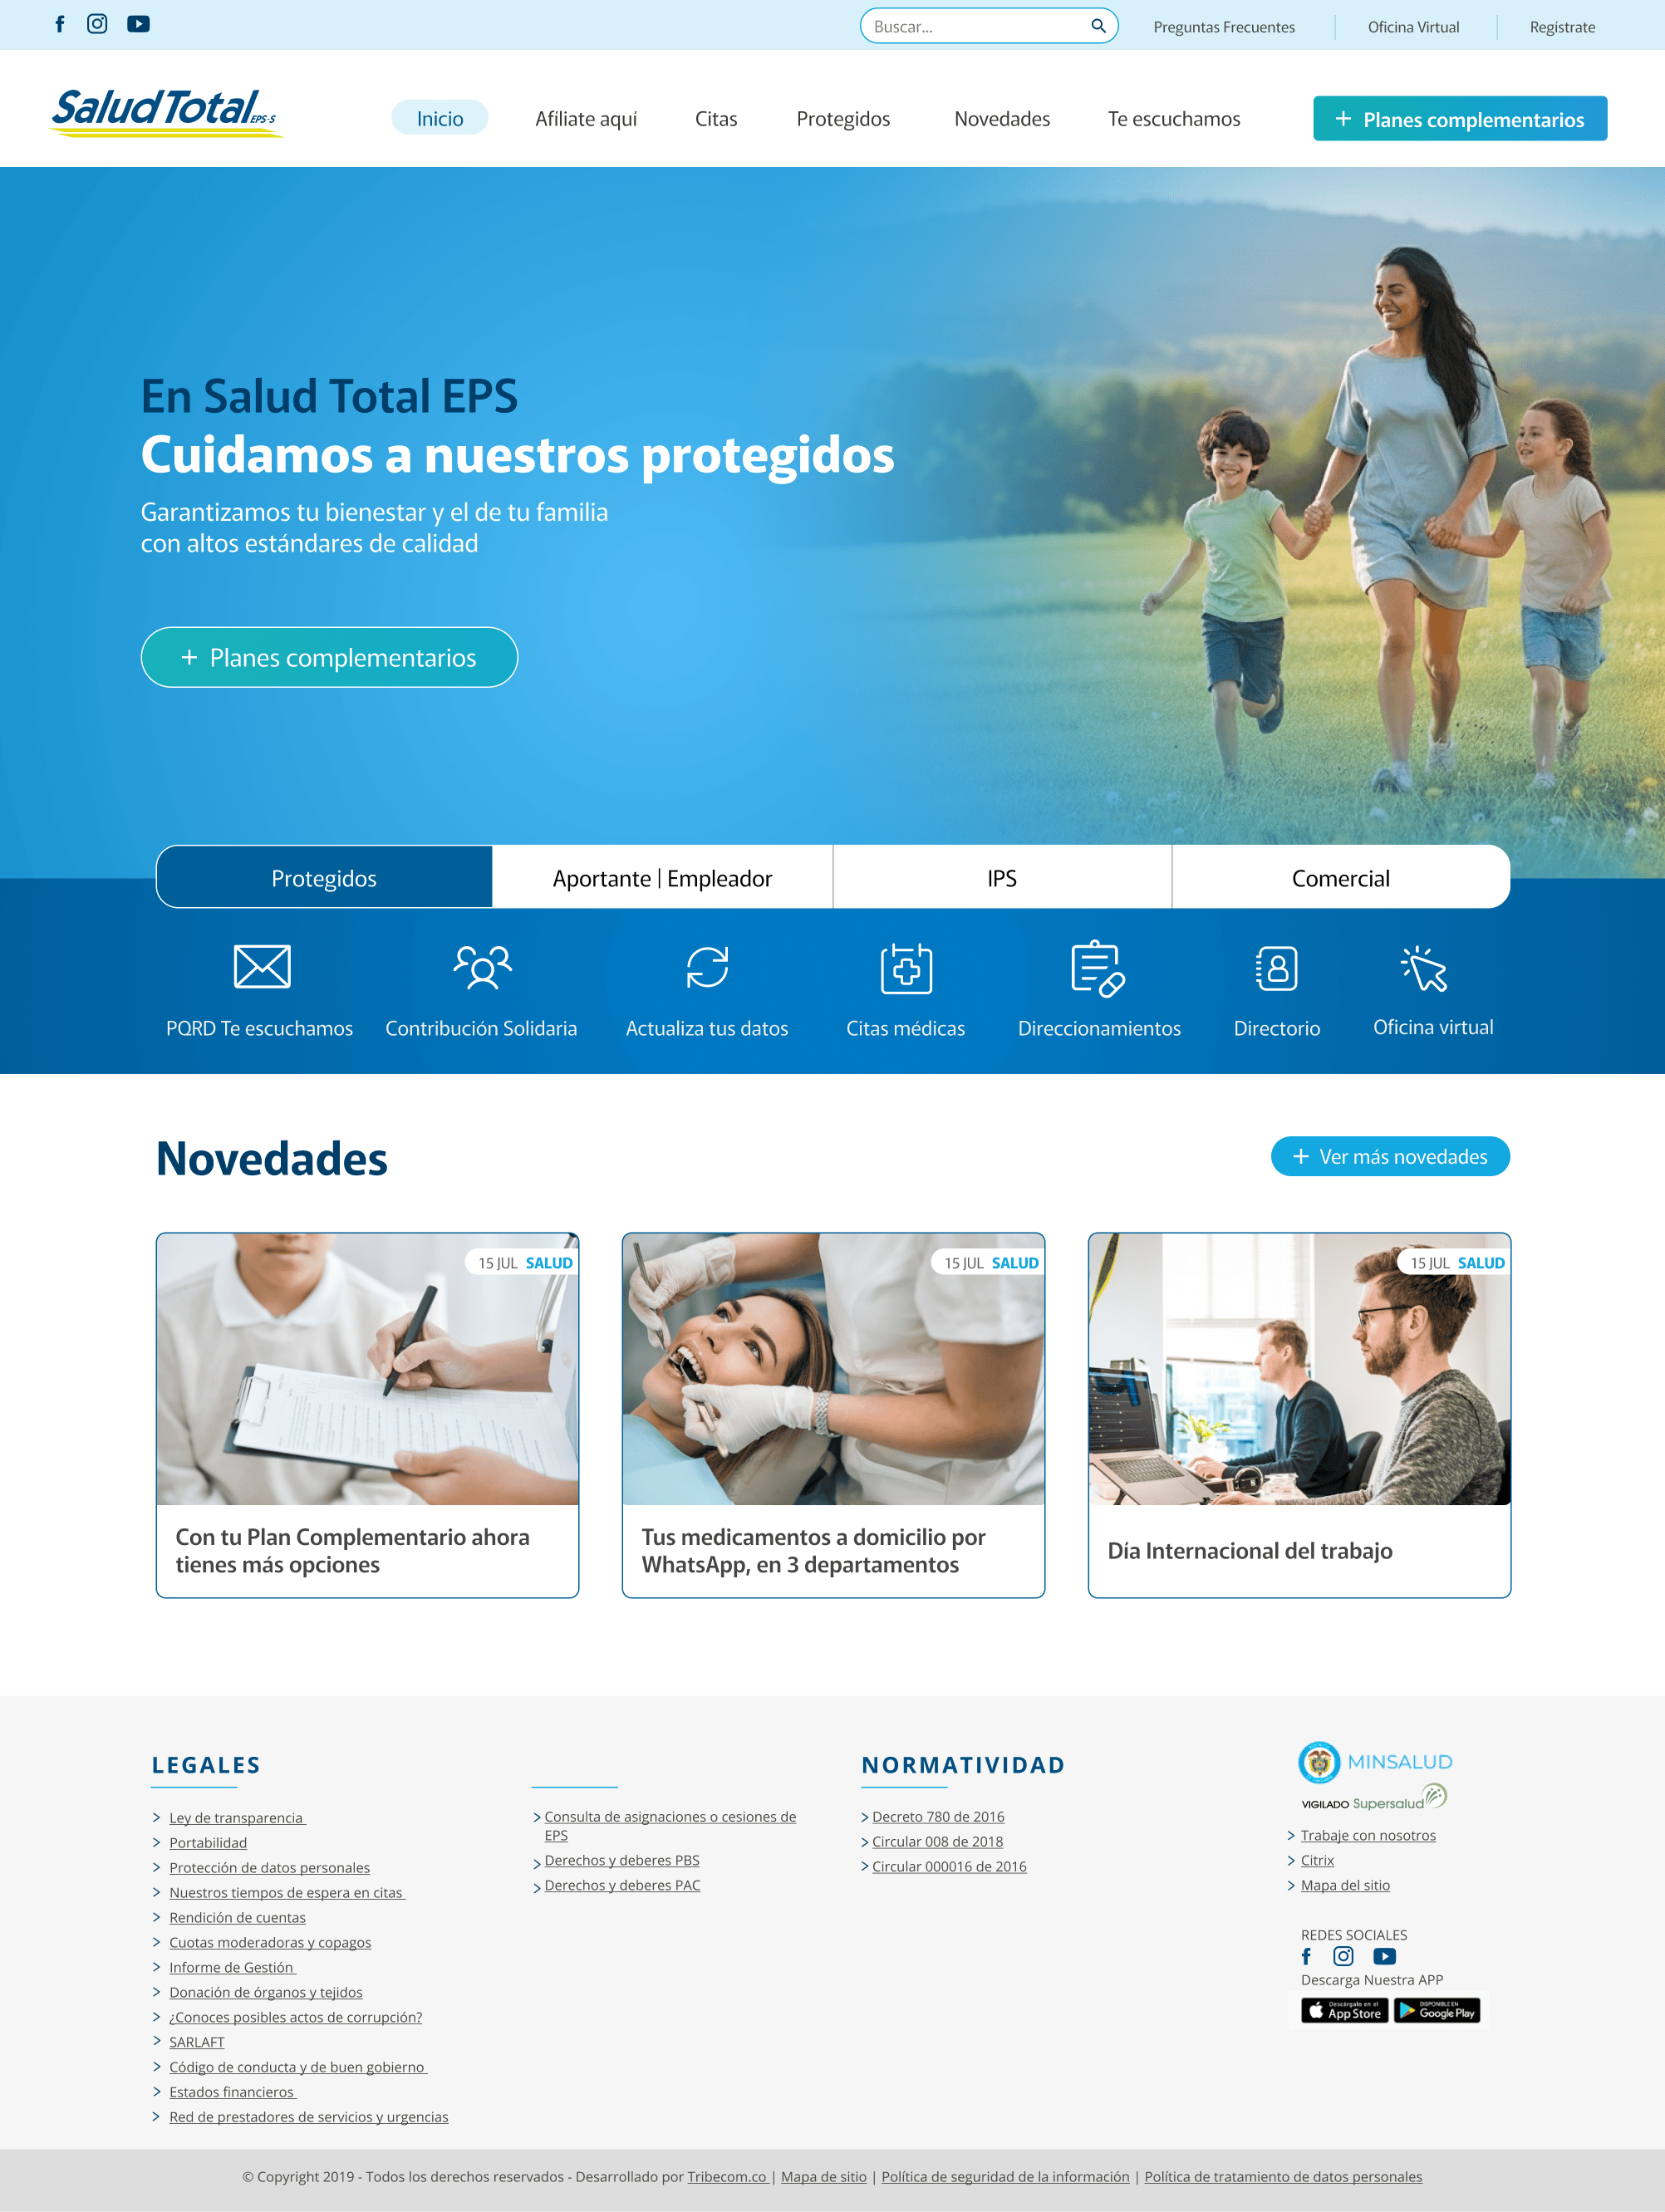 Buscar...
Preguntas Frecuentes
Oficina Virtual
Regístrate
SaludTotal EPS-S
Inicio
Afíliate aquí
Citas
Protegidos
Novedades
Te escuchamos
+ Planes complementarios
En Salud Total EPS
Cuidamos a nuestros protegidos
Garantizamos tu bienestar y el de tu familia
con altos estándares de calidad
+ Planes complementarios
Protegidos
Aportante | Empleador
IPS
Comercial
PQRD Te escuchamos
Contribución Solidaria
Actualiza tus datos
Citas médicas
Direccionamientos
Directorio
Oficina virtual
Novedades
+ Ver más novedades
15 JUL SALUD
Con tu Plan Complementario ahora
tienes más opciones
15 JUL SALUD
Tus medicamentos a domicilio por
WhatsApp, en 3 departamentos
15 JUL SALUD
Día Internacional del trabajo
LEGALES
> Ley de transparencia
> Portabilidad
> Protección de datos personales
> Nuestros tiempos de espera en citas
> Rendición de cuentas
> Cuotas moderadoras y copagos
> Informe de Gestión
> Donación de órganos y tejidos
> ¿Conoces posibles actos de corrupción?
> SARLAFT
> Código de conducta y de buen gobierno
> Estados financieros
> Red de prestadores de servicios y urgencias
> Consulta de asignaciones o cesiones de
EPS
> Derechos y deberes PBS
> Derechos y deberes PAC
NORMATIVIDAD
> Decreto 780 de 2016
> Circular 008 de 2018
> Circular 000016 de 2016
MINSALUD
VIGILADO Supersalud
> Trabaje con nosotros
> Citrix
> Mapa del sitio
REDES SOCIALES
Descarga Nuestra APP
Descárgalo en el
App Store
DISPONIBLE EN
Google Play
© Copyright 2019 - Todos los derechos reservados - Desarrollado por Tribecom.co | Mapa de sitio | Política de seguridad de la información | Política de tratamiento de datos personales